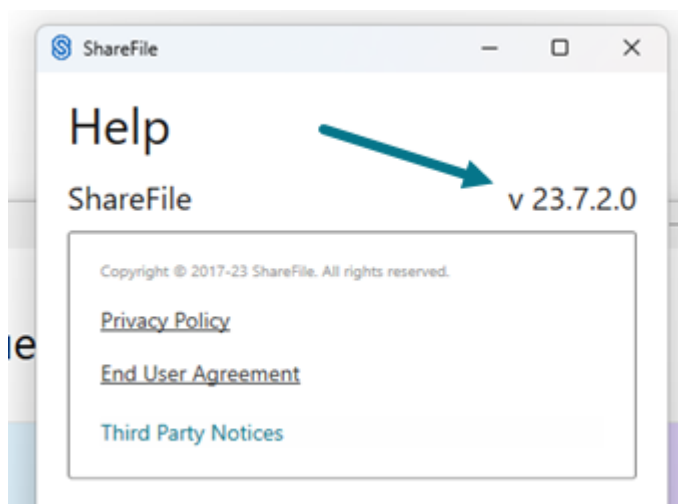 ShareFile
Help
ShareFile
v 23.7.2.0
Copyright © 2017-23 ShareFile. All rights reserved.
Privacy Policy
End User Agreement
Third Party Notices